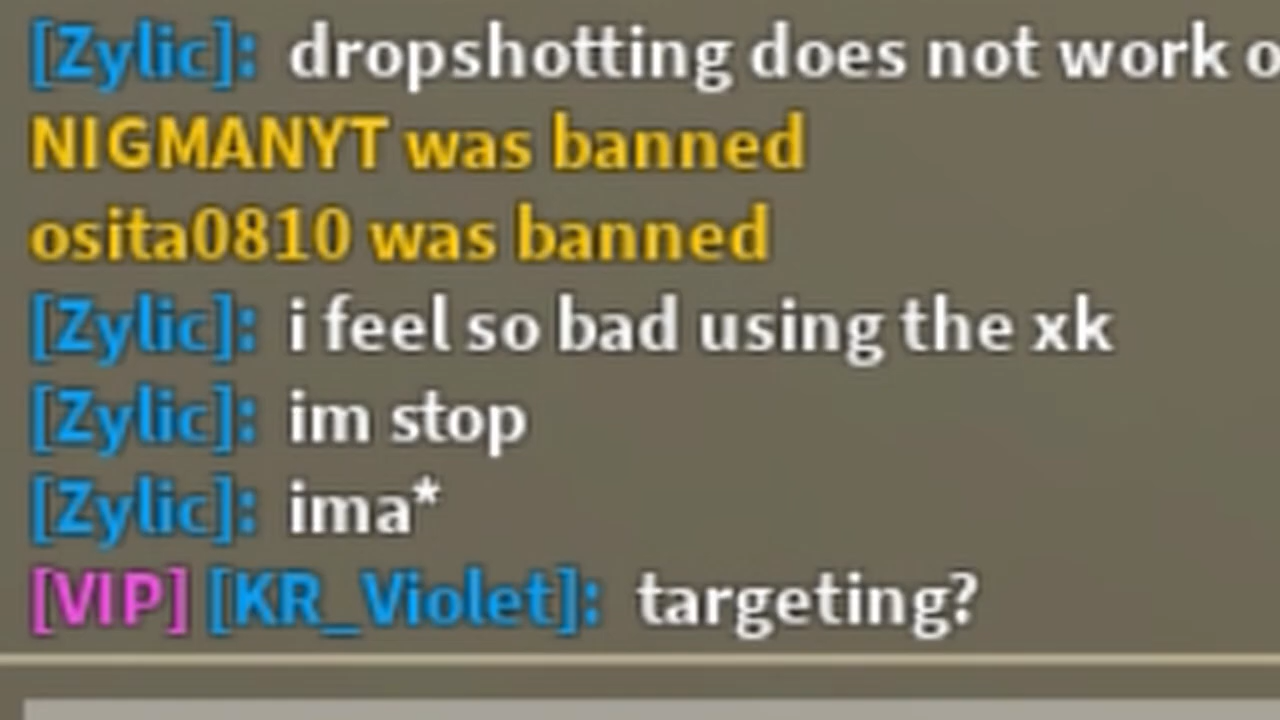 [Zylic]: dropshotting does not work
NIGMANYT was banned
osita0810 was banned
[Zylic]: i feel so bad using the xk
[Zylic]: im stop
[Zylic]: ima*
[VIP] [KR_Violet]: targeting?